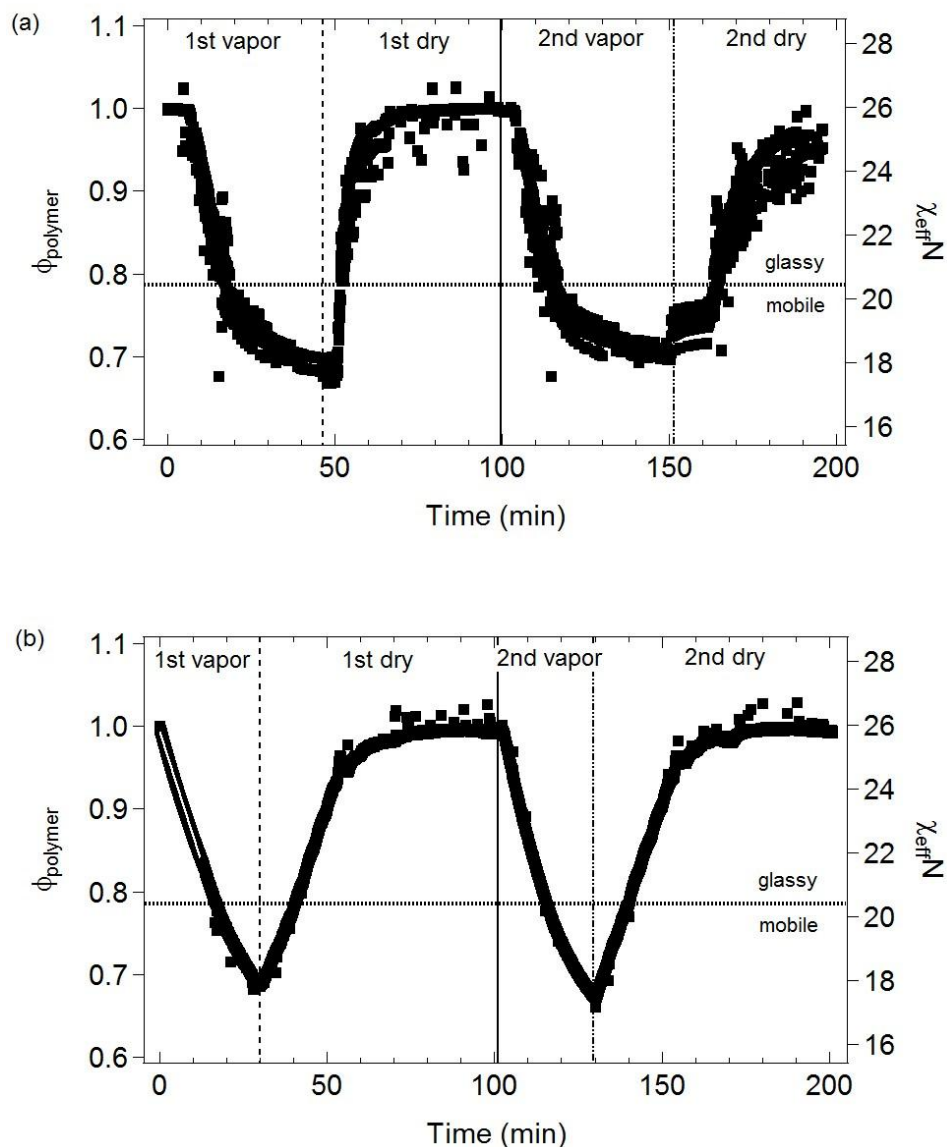 (a)
1st vapor 1st dry 2nd vapor 2nd dry
1.1
1.0
0.9
0.8
0.7
0.6
ϕpolymer
28
26
24
22
20
18
16
χeffN
glassy
mobile
0 50 100 150 200
Time (min)
(b)
1st vapor 1st dry 2nd vapor 2nd dry
1.1
1.0
0.9
0.8
0.7
0.6
ϕpolymer
28
26
24
22
20
18
16
χeffN
glassy
mobile
0 50 100 150 200
Time (min)